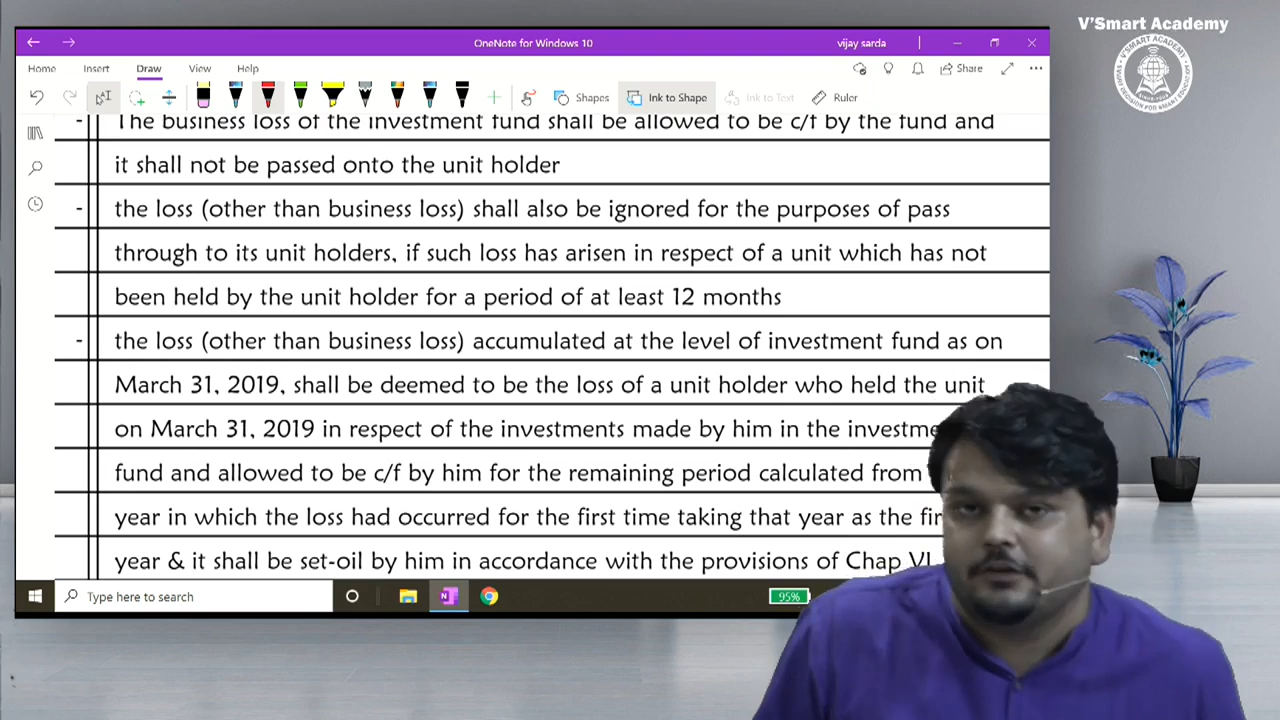 V'Smart Academy
OneNote for Windows 10
vijay sarda
Home Insert Draw View Help
Share
Shapes
Ink to Shape
Ink to Text
Ruler
- The business loss of the investment fund shall be allowed to be c/f by the fund and
it shall not be passed onto the unit holder
- the loss (other than business loss) shall also be ignored for the purposes of pass
through to its unit holders, if such loss has arisen in respect of a unit which has not
been held by the unit holder for a period of at least 12 months
- the loss (other than business loss) accumulated at the level of investment fund as on
March 31, 2019, shall be deemed to be the loss of a unit holder who held the unit
on March 31, 2019 in respect of the investments made by him in the
fund and allowed to be c/f by him for the remaining period calculated from
year in which the loss had occurred for the first time taking that year as the
year & it shall be set-oil by him in accordance with the provisions of Chap VI
Type here to search
95%